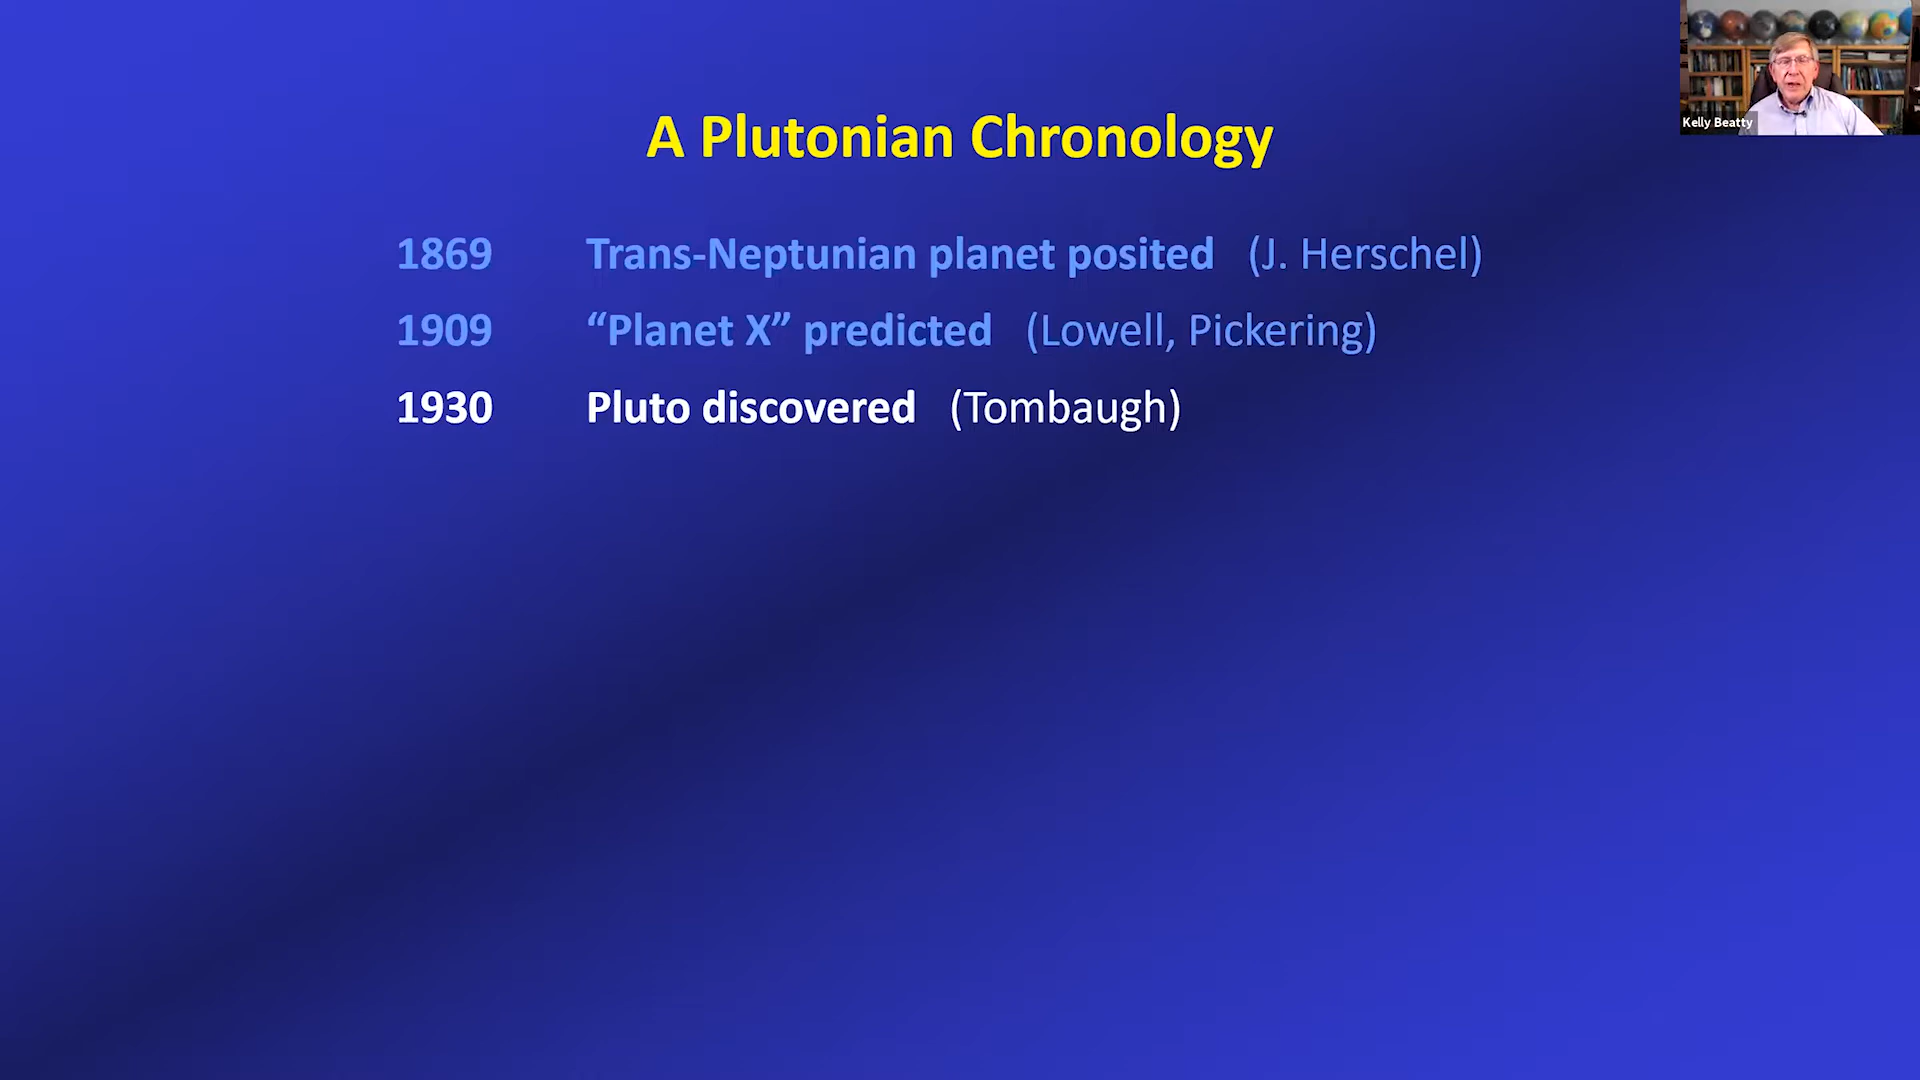 A Plutonian Chronology
Kelly Beatty
1869 Trans-Neptunian planet posited (J. Herschel)
1909 “Planet X” predicted (Lowell, Pickering)
1930 Pluto discovered (Tombaugh)